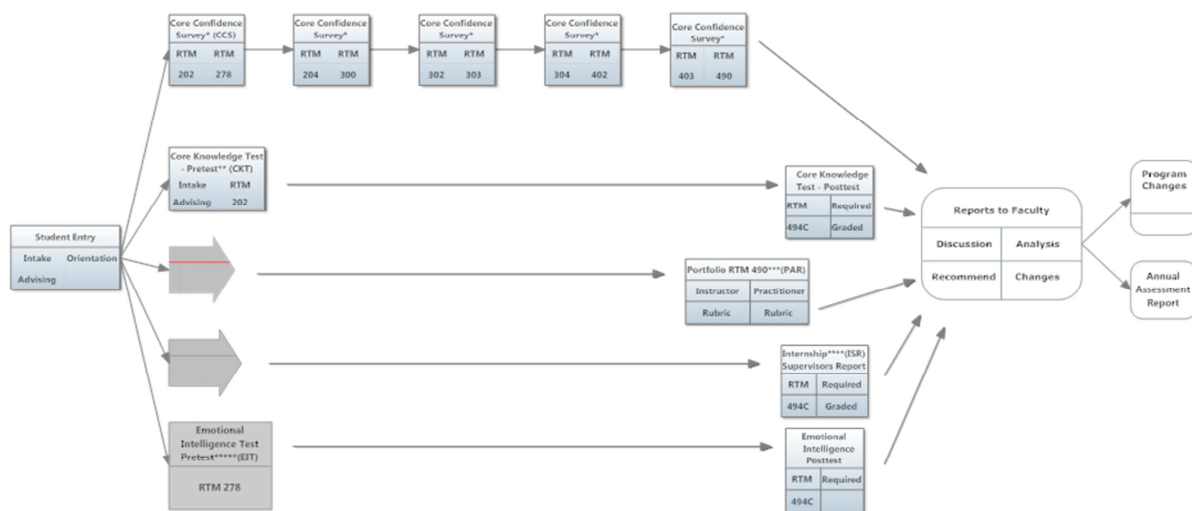 Core Confidence
Survey* (CCS)
RTM RTM
202 278
Core Confidence
Survey*
RTM RTM
204 300
Core Confidence
Survey*
RTM RTM
302 303
Core Confidence
Survey*
RTM RTM
304 402
Core Confidence
Survey*
RTM RTM
403 490
Core Knowledge Test
- Pretest** (CKT)
Intake RTM
Advising 202
Core Knowledge
Test - Posttest
RTM Required
494C Graded
Student Entry
Intake Orientation
Advising
Portfolio RTM 490***(PAR)
Instructor Practitioner
Rubric Rubric
Internship****(ISR)
Supervisors Report
RTM Required
494C Graded
Emotional
Intelligence Test
Pretest*****(EIT)
RTM 278
Emotional
Intelligence
Posttest
RTM Required
494C
Reports to Faculty
Discussion Analysis
Recommend Changes
Program
Changes
Annual
Assessment
Report